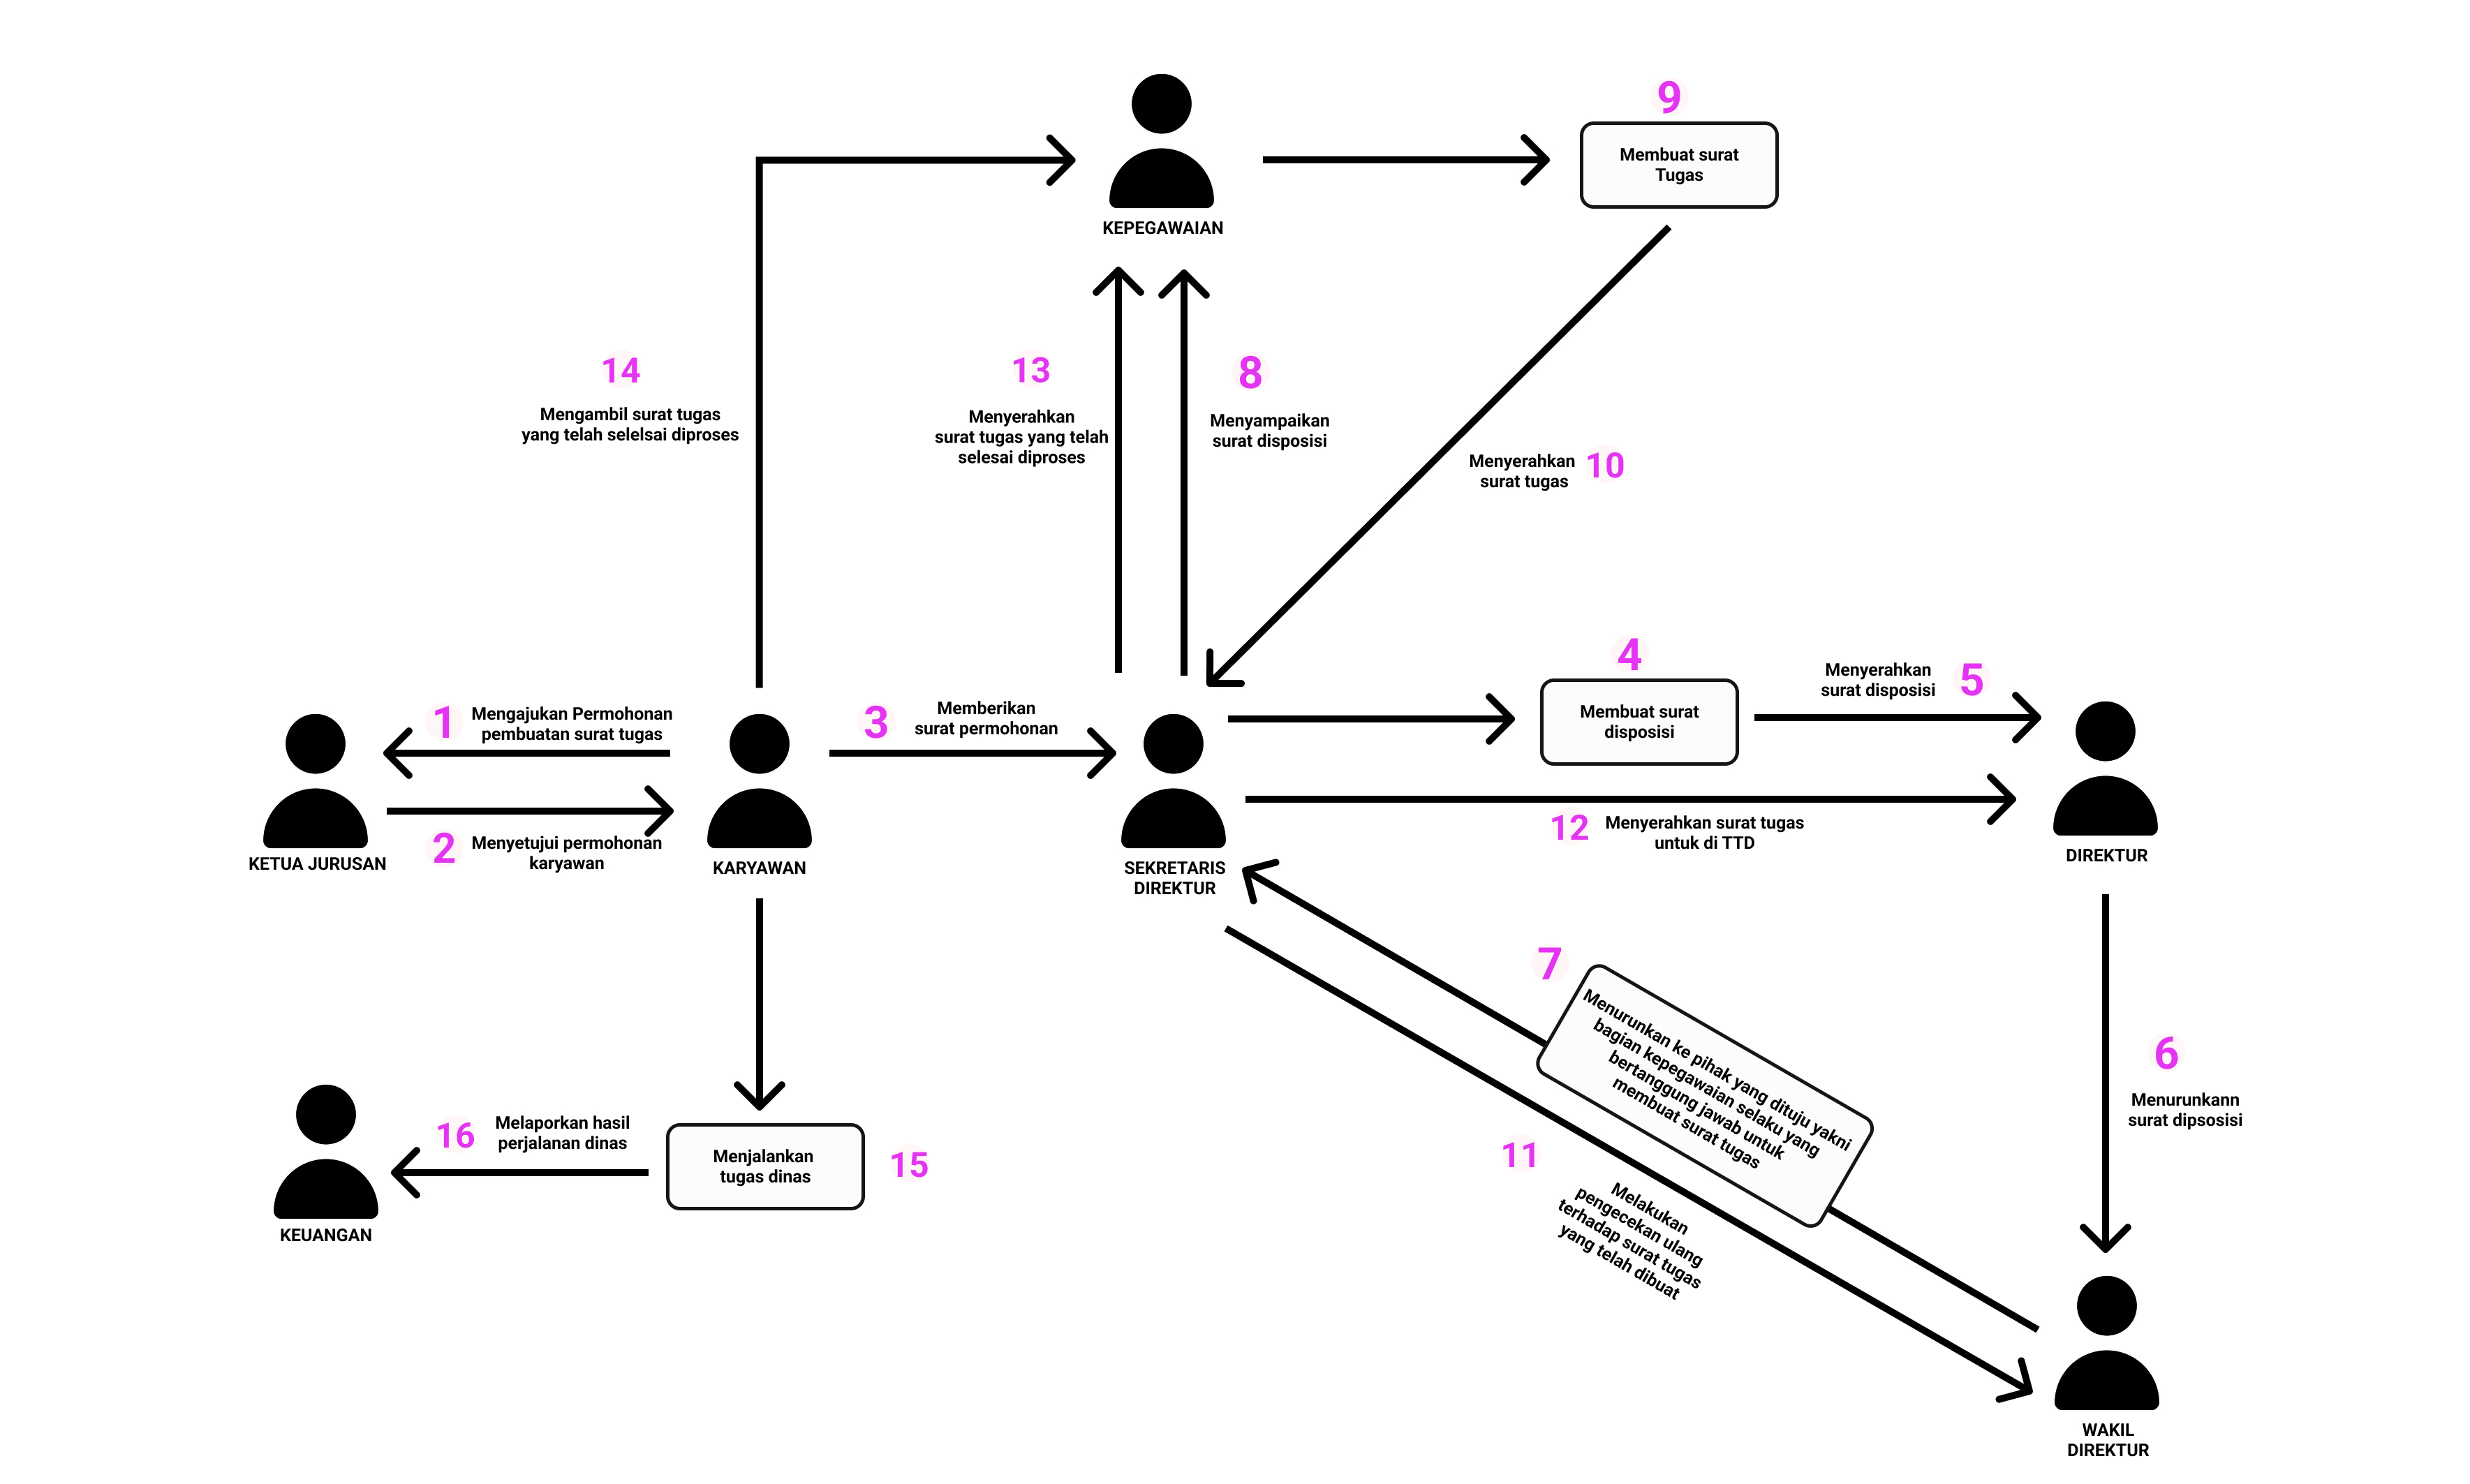 9
Membuat surat
Tugas
KEPEGAWAIAN
14
Mengambil surat tugas
yang telah selelsai diproses
13
Menyerahkan
surat tugas yang telah
selesai diproses
8
Menyampaikan
surat disposisi
Menyerahkan
surat tugas
10
1
Mengajukan Permohonan
pembuatan surat tugas
2
Menyetujui permohonan
karyawan
KETUA JURUSAN
KARYAWAN
3
Memberikan
surat permohonan
SEKRETARIS
DIREKTUR
4
Membuat surat
disposisi
Menyerahkan
surat disposisi
5
12
Menyerahkan surat tugas
untuk di TTD
DIREKTUR
7
Menurunkan ke pihak yang dituju yakni
bagian kepegawaian selaku yang
bertanggung jawab untuk
membuat surat tugas
6
Menurunkann
surat dipsosisi
11
Melakukan
pengecekan ulang
terhadap surat tugas
yang telah dibuat
16
Melaporkan hasil
perjalanan dinas
Menjalankan
tugas dinas
15
KEUANGAN
WAKIL
DIREKTUR